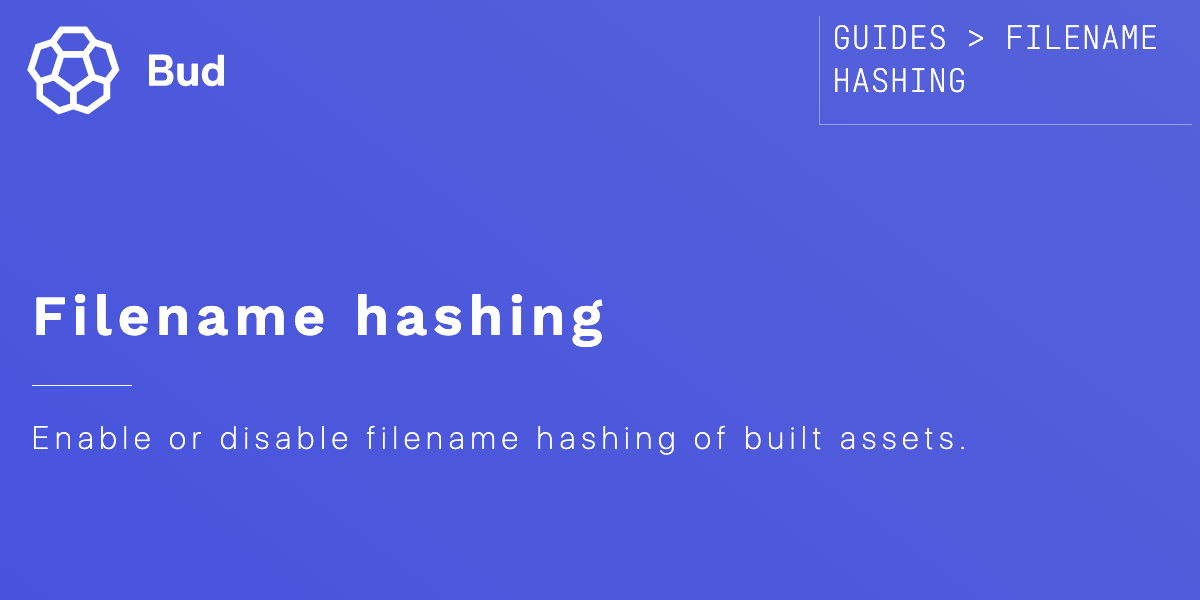 Bud
GUIDES > FILENAME
HASHING
Filename hashing
Enable or disable filename hashing of built assets.